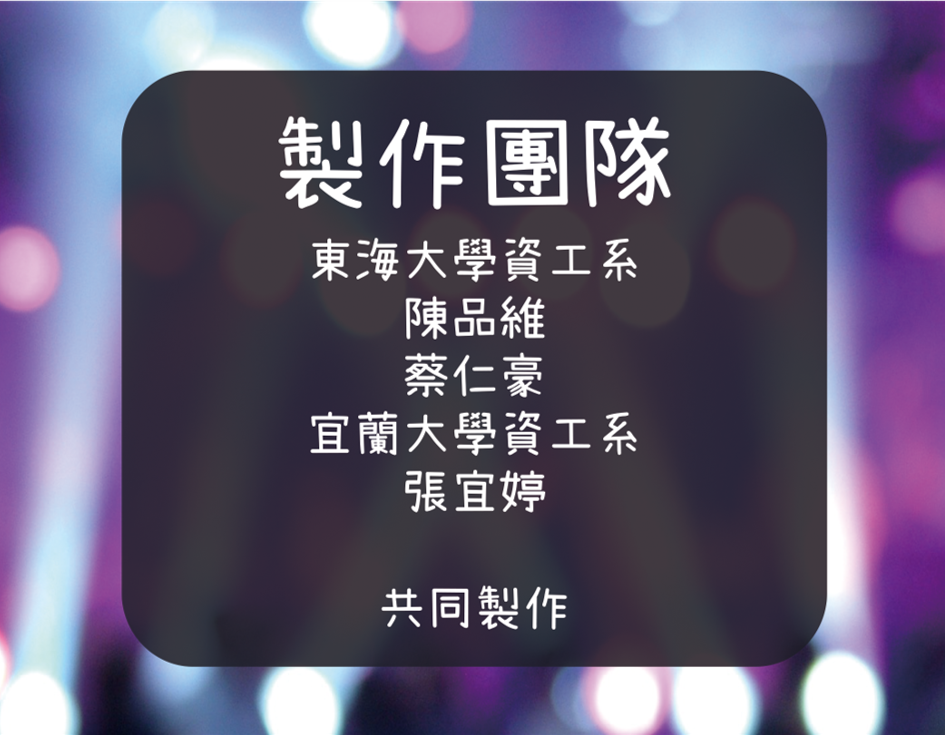 製作團隊
東海大學資工系
陳品維
蔡仁豪
宜蘭大學資工系
張宜婷
共同製作